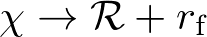 χ → ℛ + r_f